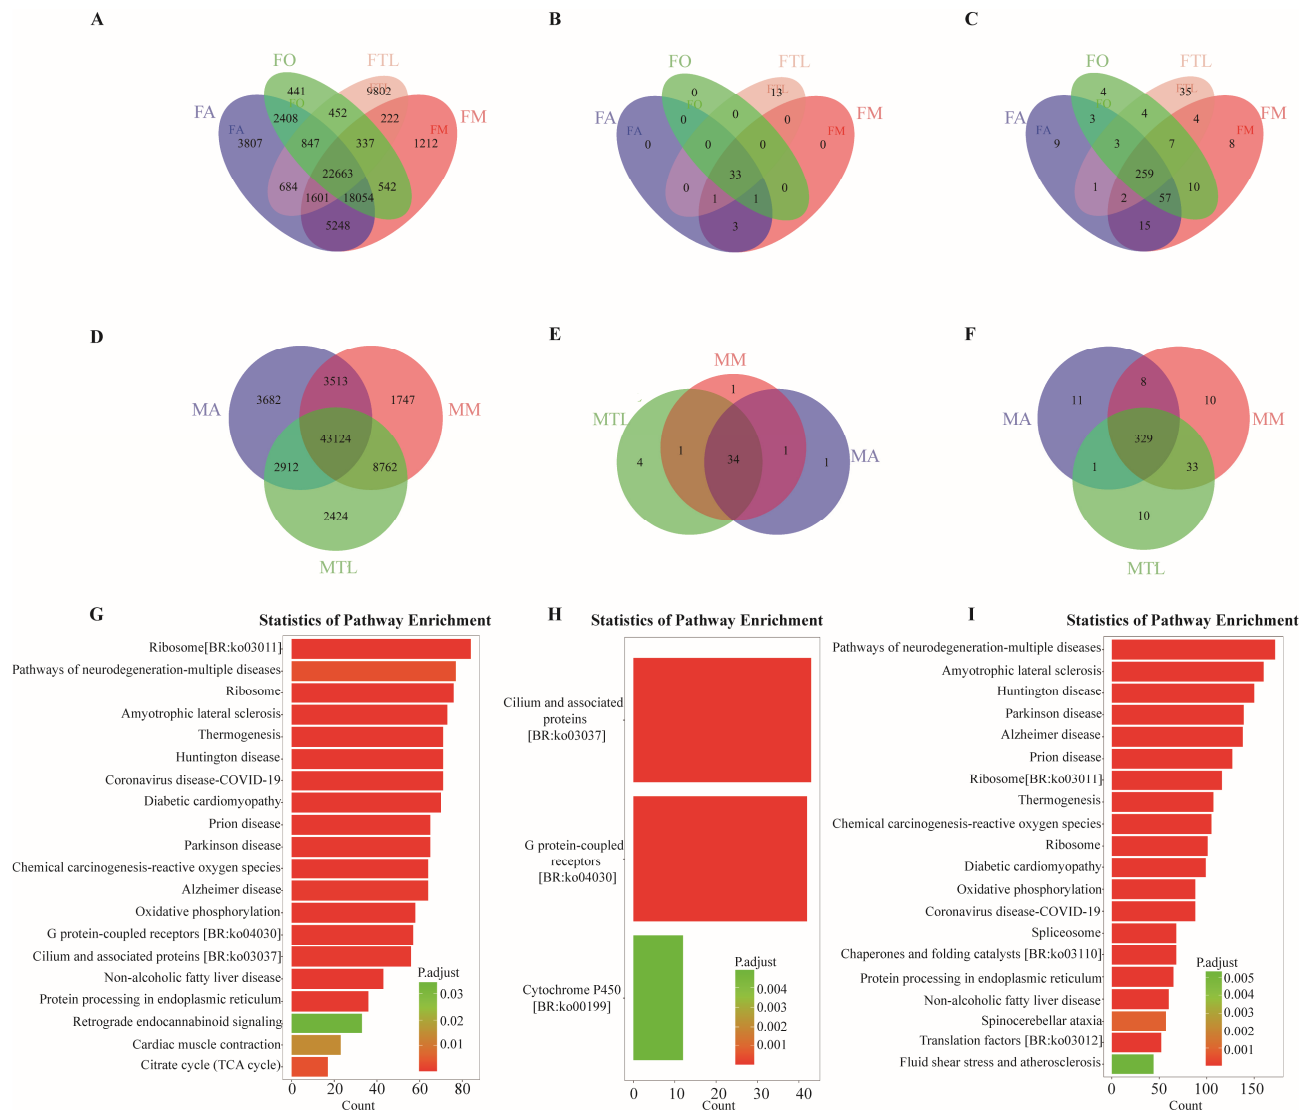 A
B
C
FO
FTL
FA
FM
441
9802
FTL
FO
2408
452
222
FA
FM
3807
847
337
1212
22663
684
1601
18054
542
5248
FO
FTL
FA
FM
0
13
FTL
FO
0
0
0
FA
FM
0
0
0
0
33
0
1
1
0
3
FO
FTL
FA
FM
4
35
FTL
FO
3
4
4
FA
FM
9
3
7
8
259
1
2
57
10
15
D
E
F
MA
MM
3513
3682
1747
43124
2912
8762
2424
MTL
MM
MTL
MA
1
1
1
4
34
1
MA
MM
8
11
10
329
1
33
10
MTL
G
Statistics of Pathway Enrichment
Ribosome[BR:ko03011]
Pathways of neurodegeneration-multiple diseases
Ribosome
Amyotrophic lateral sclerosis
Thermogenesis
Huntington disease
Coronavirus disease-COVID-19
Diabetic cardiomyopathy
Prion disease
Parkinson disease
Chemical carcinogenesis-reactive oxygen species
Alzheimer disease
Oxidative phosphorylation
G protein-coupled receptors [BR:ko04030]
Cilium and associated proteins [BR:ko03037]
Non-alcoholic fatty liver disease
Protein processing in endoplasmic reticulum
Retrograde endocannabinoid signaling
Cardiac muscle contraction
Citrate cycle (TCA cycle)
P.adjust
0.03
0.02
0.01
0 20 40 60 80
Count
H
Statistics of Pathway Enrichment
Cilium and associated
proteins
[BR:ko03037]
G protein-coupled
receptors
[BR:ko04030]
Cytochrome P450
[BR:ko00199]
P.adjust
0.004
0.003
0.002
0.001
0 10 20 30 40
Count
I
Statistics of Pathway Enrichment
Pathways of neurodegeneration-multiple diseases
Amyotrophic lateral sclerosis
Huntington disease
Parkinson disease
Alzheimer disease
Prion disease
Ribosome[BR:ko03011]
Thermogenesis
Chemical carcinogenesis-reactive oxygen species
Ribosome
Diabetic cardiomyopathy
Oxidative phosphorylation
Coronavirus disease-COVID-19
Spliceosome
Chaperones and folding catalysts [BR:ko03110]
Protein processing in endoplasmic reticulum
Non-alcoholic fatty liver disease
Spinocerebellar ataxia
Translation factors [BR:ko03012]
Fluid shear stress and atherosclerosis
P.adjust
0.005
0.004
0.003
0.002
0.001
0 50 100 150
Count